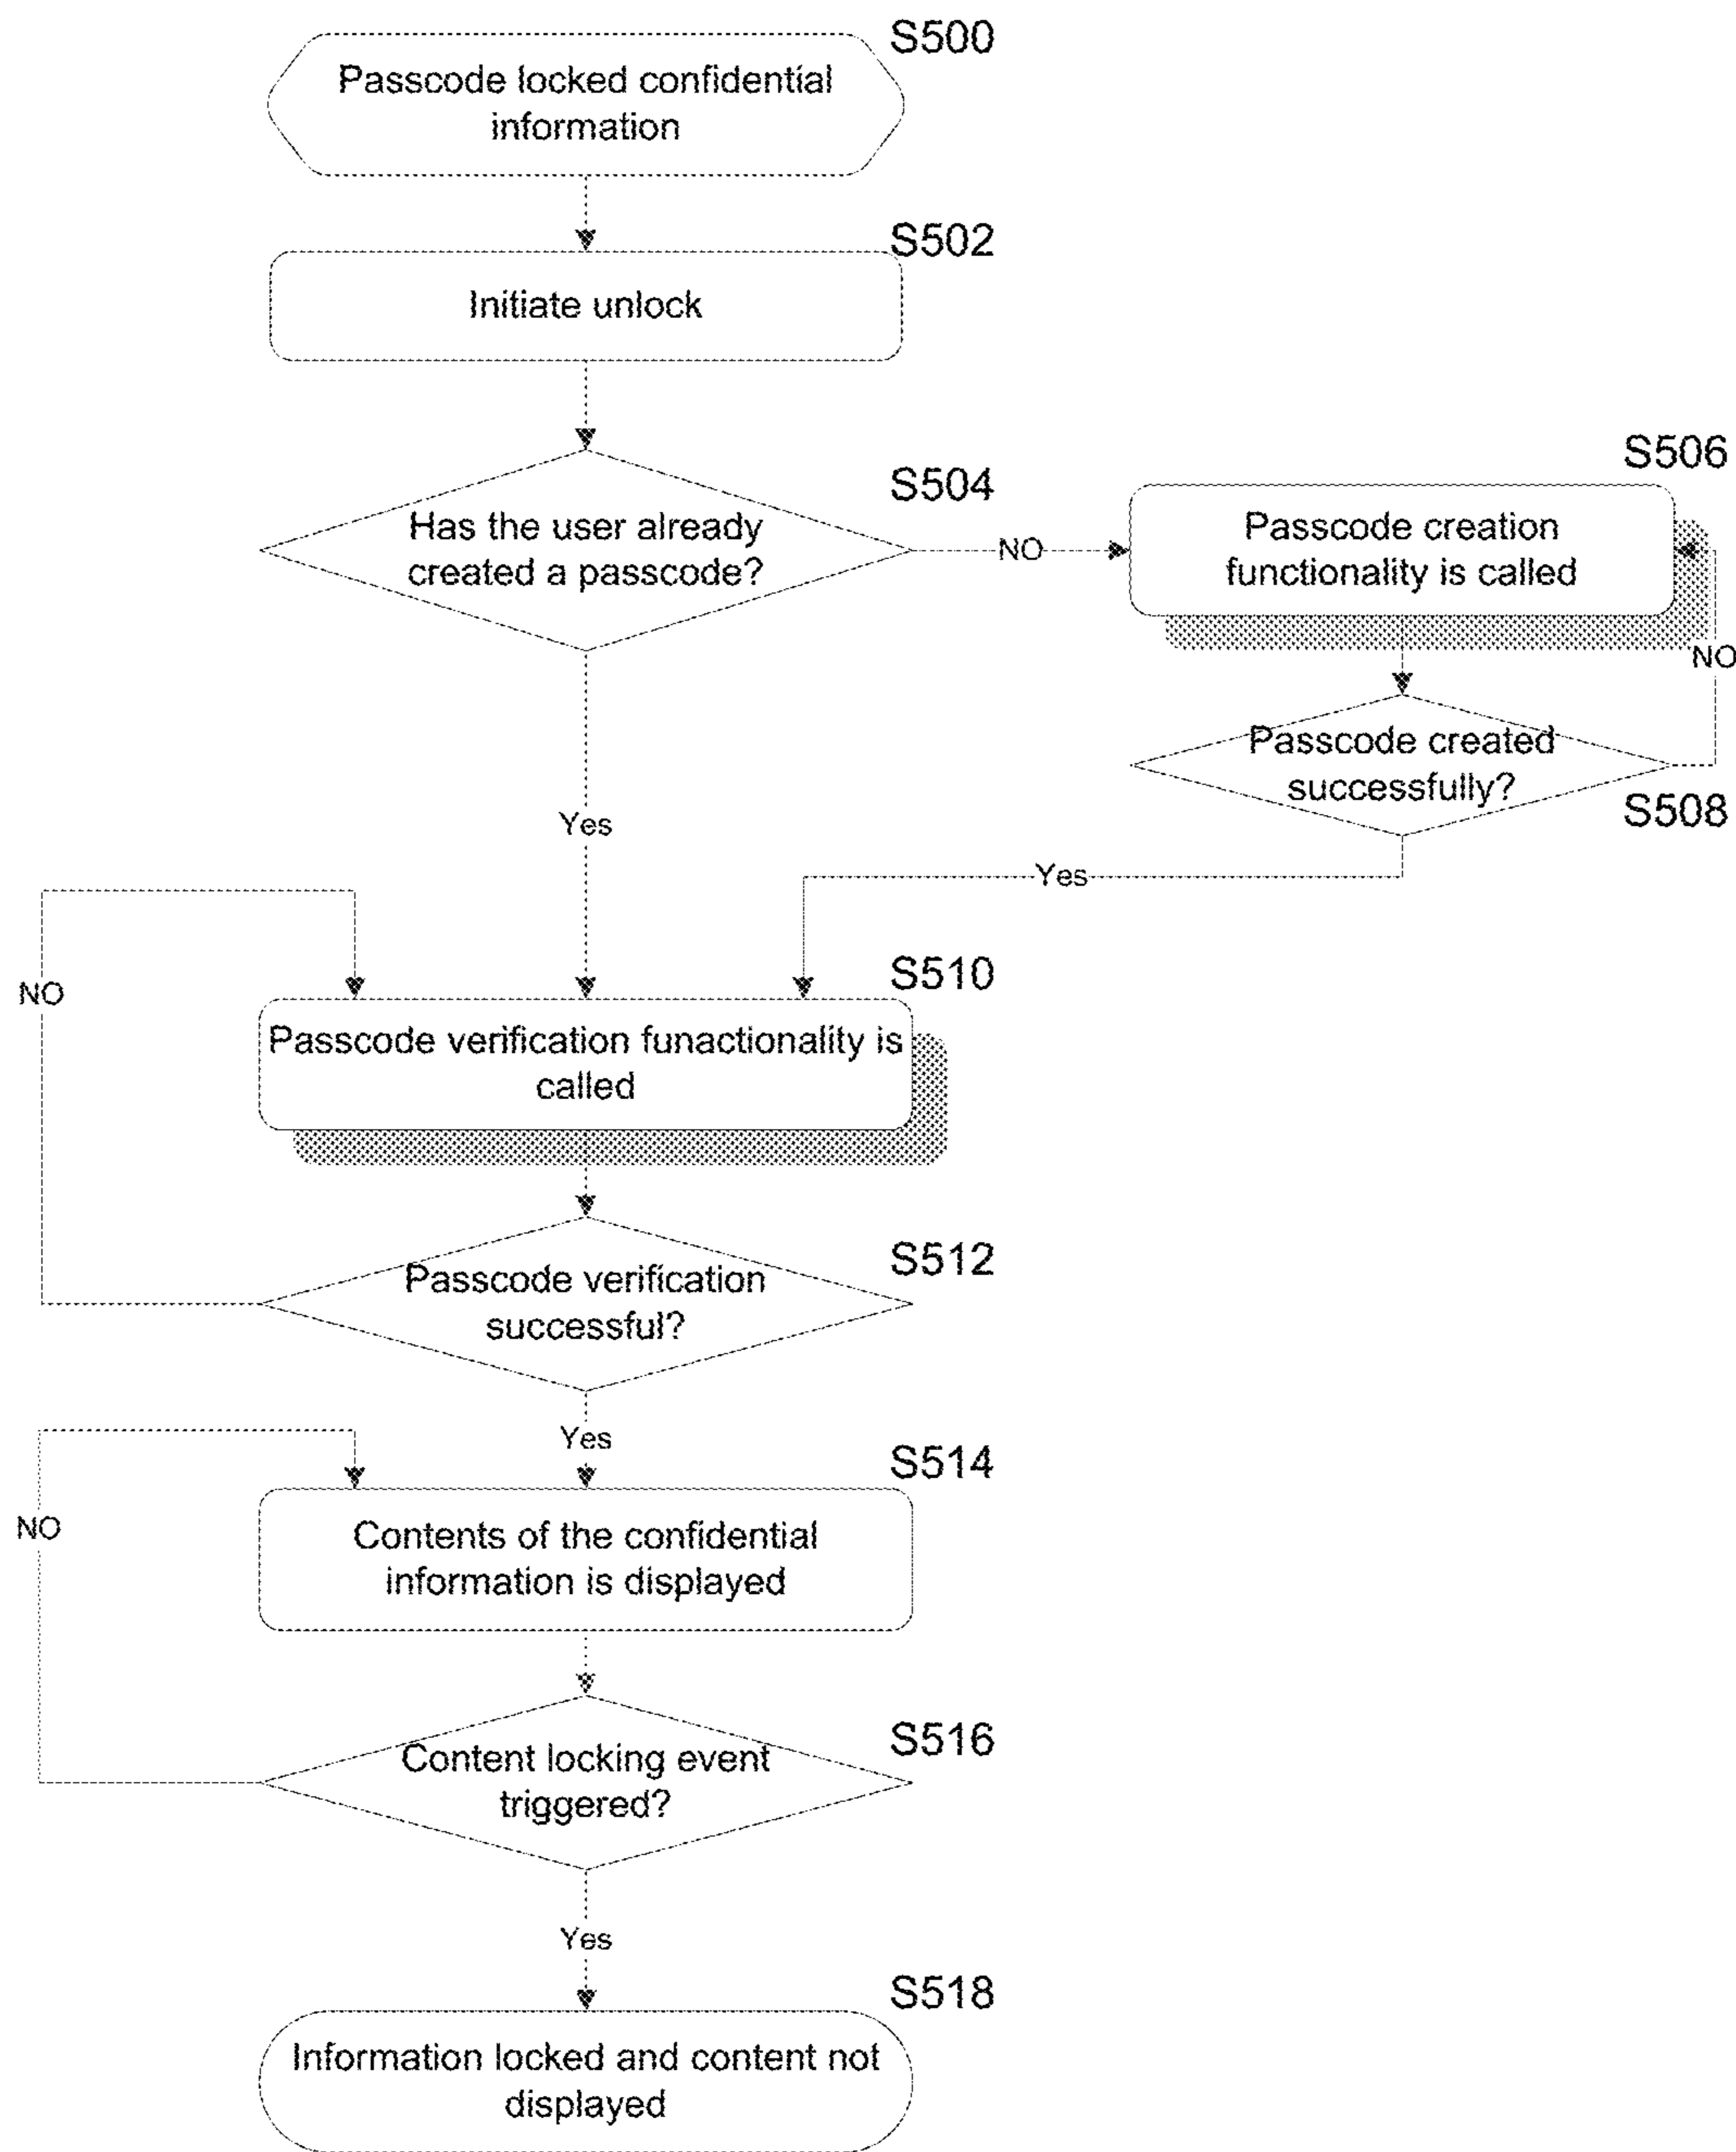 S500
Passcode locked confidential
information
S502
Initiate unlock
S504
Has the user already
created a passcode?
NO
S506
Passcode creation
functionality is called
NO
Passcode created
successfully?
S508
Yes
Yes
NO
S510
Passcode verification funactionality is
called
S512
Passcode verification
successful?
Yes
S514
NO
Contents of the confidential
information is displayed
S516
Content locking event
triggered?
Yes
S518
Information locked and content not
displayed